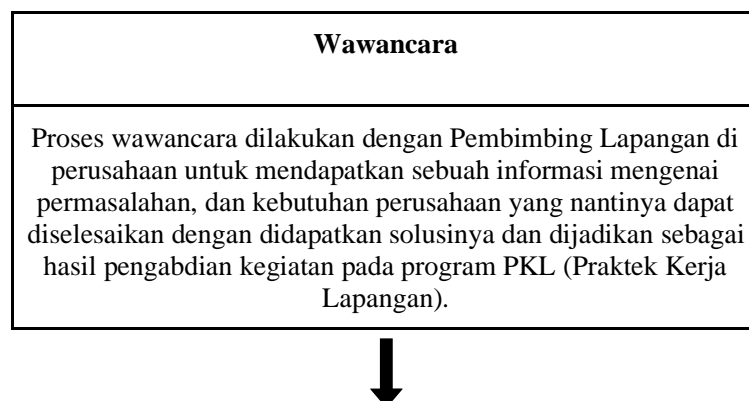 Wawancara
Proses wawancara dilakukan dengan Pembimbing Lapangan di
perusahaan untuk mendapatkan sebuah informasi mengenai
permasalahan, dan kebutuhan perusahaan yang nantinya dapat
diselesaikan dengan didapatkan solusinya dan dijadikan sebagai
hasil pengabdian kegiatan pada program PKL (Praktek Kerja
Lapangan).